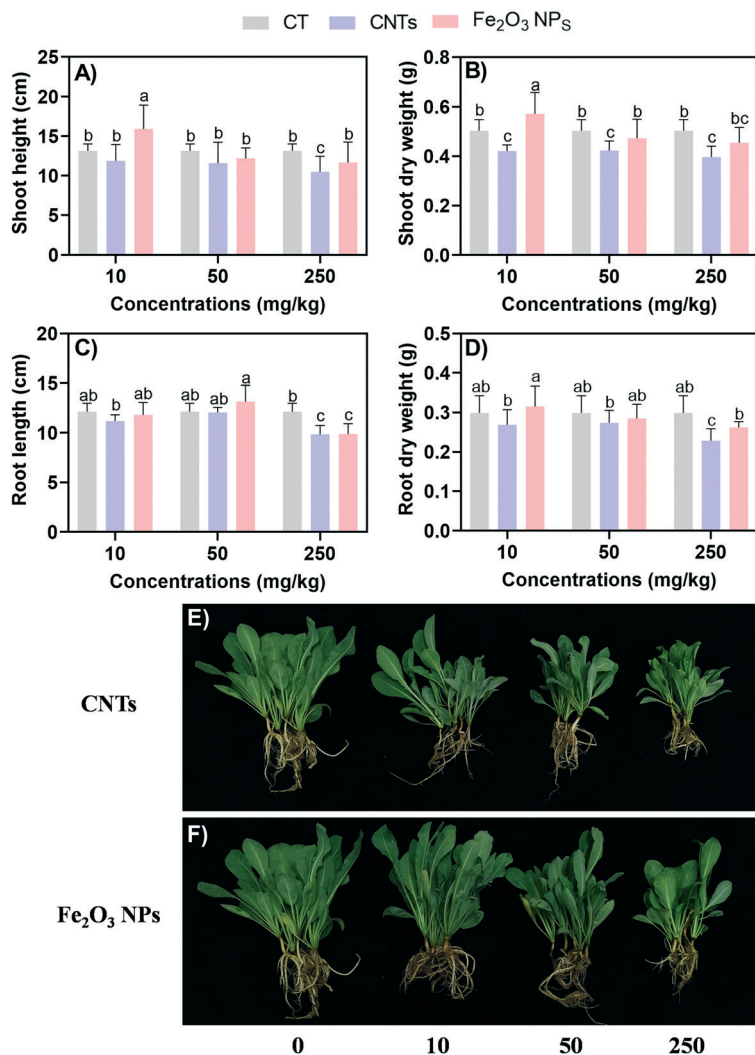 CT CNTs Fe₂O₃ NPS
A)
Shoot height (cm)
25
20
15
10
5
0
b b a b b b b c b
10 50 250
Concentrations (mg/kg)
B)
Shoot dry weight (g)
0.8
0.6
0.4
0.2
0.0
b c a b c b b c bc
10 50 250
Concentrations (mg/kg)
C)
Root length (cm)
20
15
10
5
0
ab b ab ab ab a b c c
10 50 250
Concentrations (mg/kg)
D)
Root dry weight (g)
0.5
0.4
0.3
0.2
0.1
0.0
ab b a ab b ab ab c b
10 50 250
Concentrations (mg/kg)
E)
CNTs
F)
Fe₂O₃ NPs
0 10 50 250